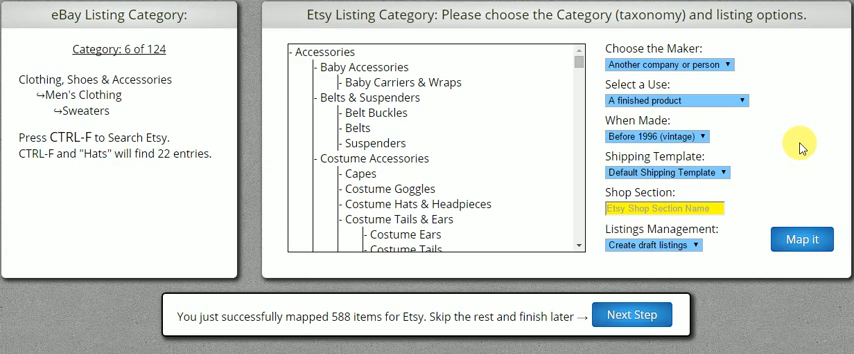 eBay Listing Category:
Category: 6 of 124
Clothing, Shoes & Accessories
↪Men's Clothing
↪Sweaters
Press CTRL-F to Search Etsy.
CTRL-F and "Hats" will find 22 entries.
Etsy Listing Category: Please choose the Category (taxonomy) and listing options.
- Accessories
- Baby Accessories
- Baby Carriers & Wraps
- Belts & Suspenders
- Belt Buckles
- Belts
- Suspenders
- Costume Accessories
- Capes
- Costume Goggles
- Costume Hats & Headpieces
- Costume Tails & Ears
- Costume Ears
- Costume Tails
Choose the Maker:
Another company or person
Select a Use:
A finished product
When Made:
Before 1996 (vintage)
Shipping Template:
Default Shipping Template
Shop Section:
Etsy Shop Section Name
Listings Management:
Create draft listings
Map it
You just successfully mapped 588 items for Etsy. Skip the rest and finish later →
Next Step